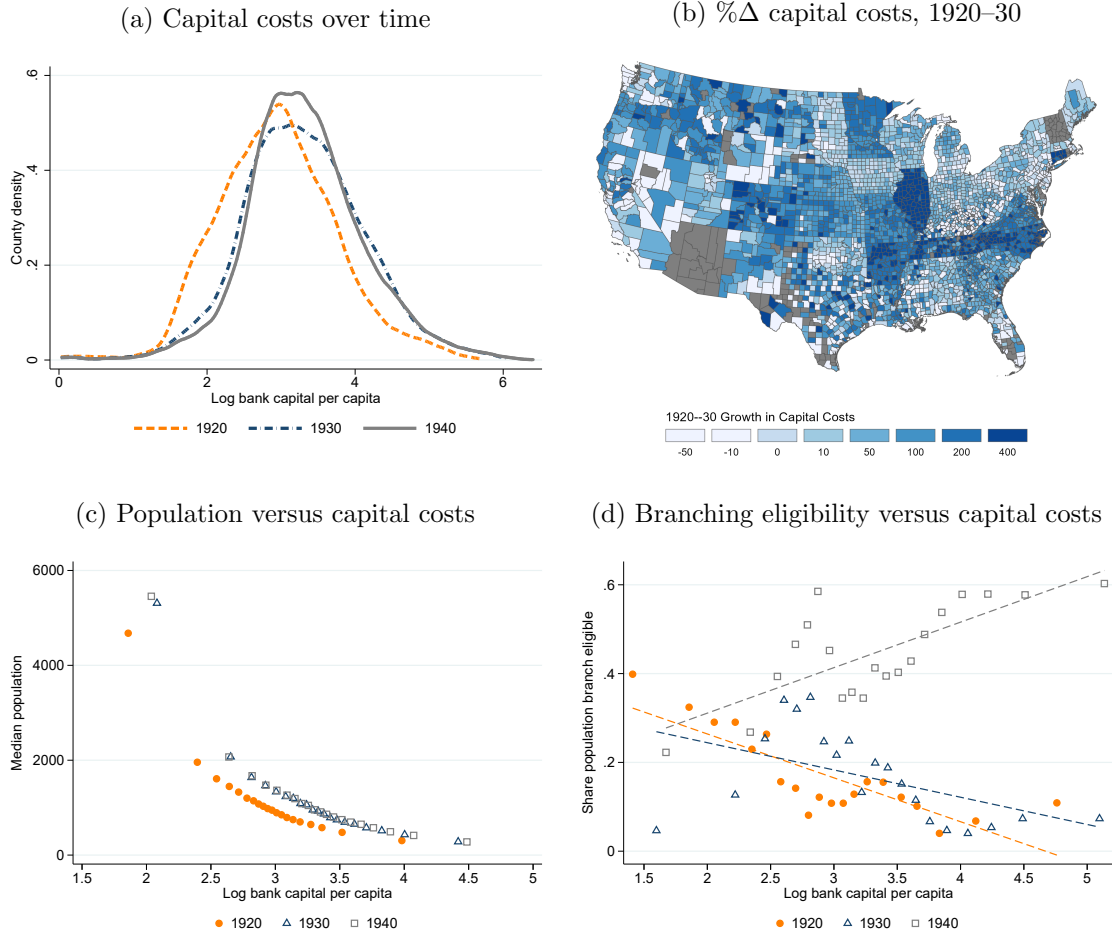 (a) Capital costs over time
.6
.4
.2
0
County density
0 2 4 6
Log bank capital per capita
1920 1930 1940
(b) %Δ capital costs, 1920–30
1920--30 Growth in Capital Costs
-50 -10 0 10 50 100 200 400
(c) Population versus capital costs
6000
4000
2000
0
Median population
1.5 2 2.5 3 3.5 4 4.5 5
Log bank capital per capita
1920 1930 1940
(d) Branching eligibility versus capital costs
.6
.4
.2
0
Share population branch eligible
1.5 2 2.5 3 3.5 4 4.5 5
Log bank capital per capita
1920 1930 1940